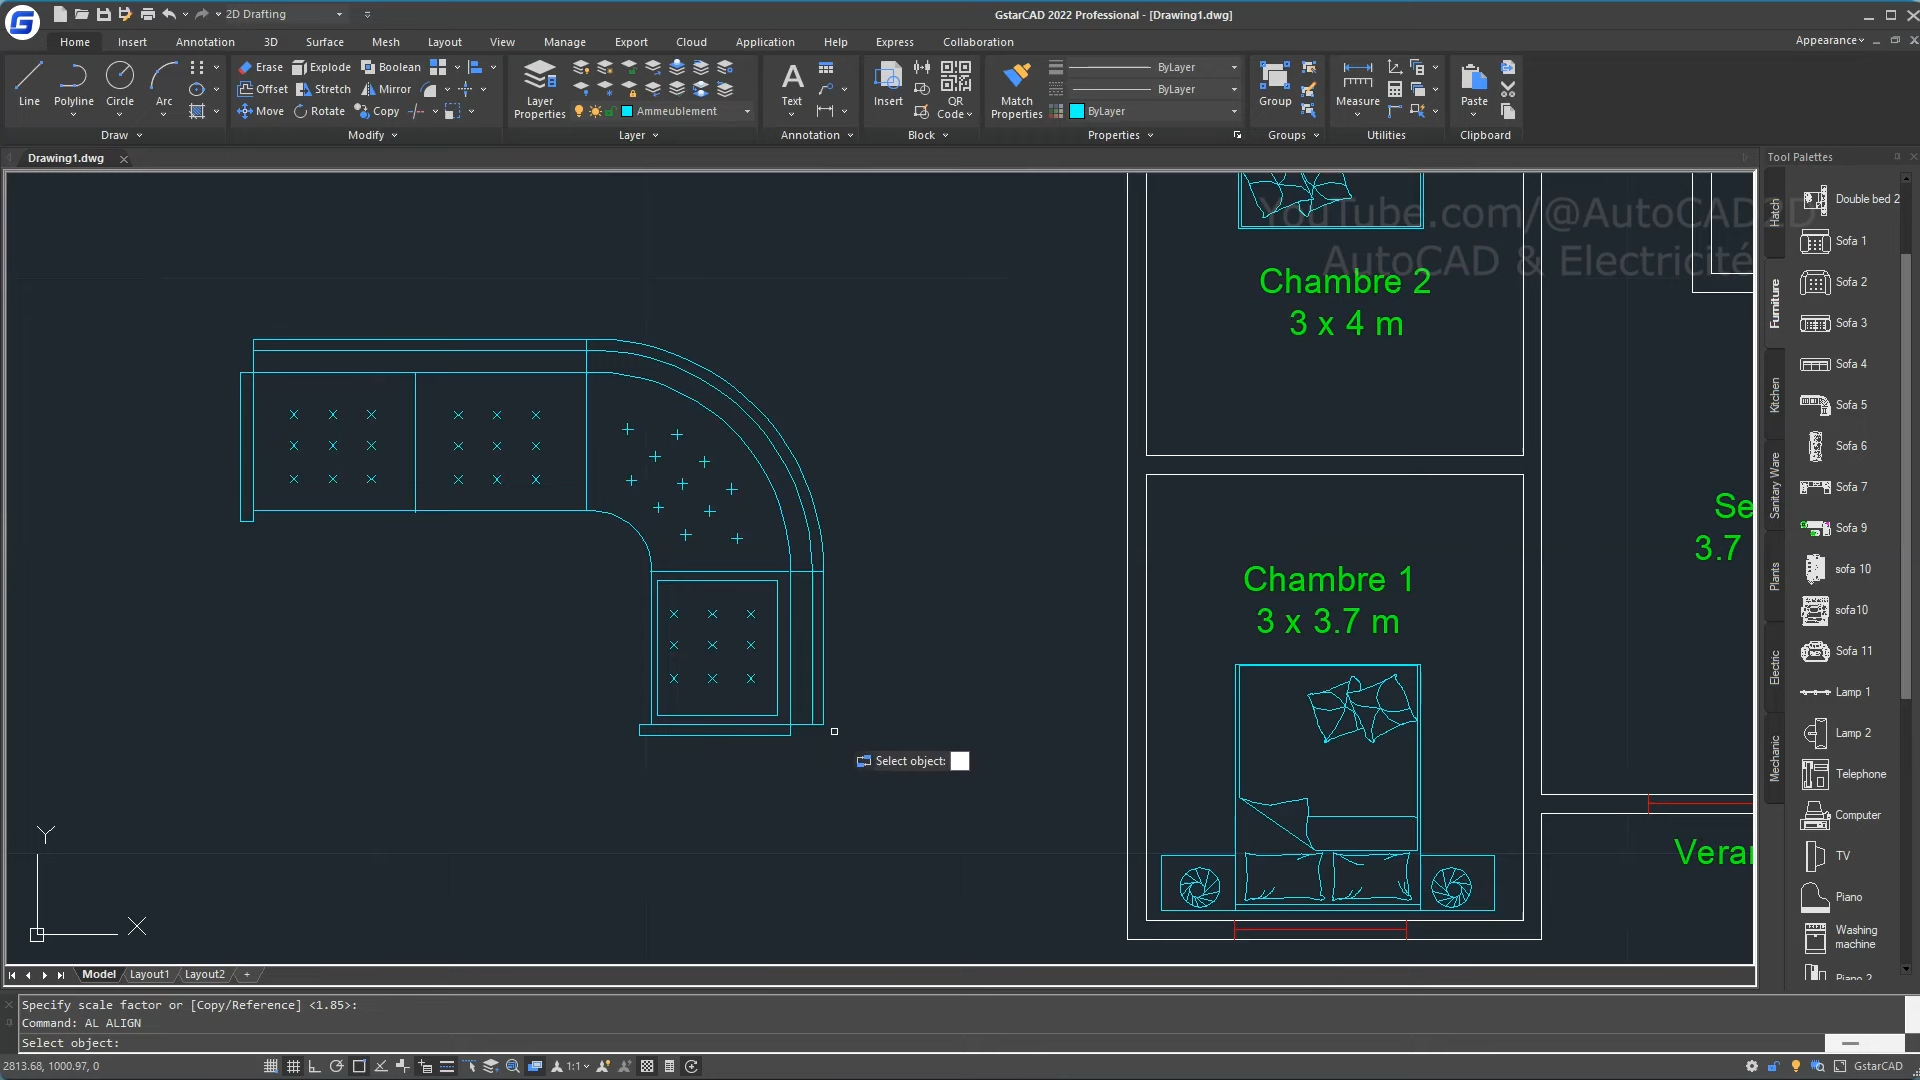 2D Drafting
GstarCAD 2022 Professional - [Drawing1.dwg]
Home Insert Annotation 3D Surface Mesh Layout View Manage Export Cloud Application Help Express Collaboration
Appearance
Line
Polyline
Circle
Arc
Draw
Erase Explode Boolean
Offset Stretch Mirror
Move Rotate Copy
Modify
Layer
Properties
Ammeublement
Layer
Text
Annotation
Insert
QR
Code
Block
Match
Properties
ByLayer
ByLayer
ByLayer
Properties
Group
Groups
Measure
Utilities
Paste
Clipboard
Drawing1.dwg
Tool Palettes
YouTube.com/@AutoCAD2D
AutoCAD & Electricité
Chambre 2
3 x 4 m
Chambre 1
3 x 3.7 m
Se
3.7
Vera
Select object:
Y
X
Hatch
Furniture
Kitchen
Sanitary Ware
Plants
Electric
Mechanic
Double bed 2
Sofa 1
Sofa 2
Sofa 3
Sofa 4
Sofa 5
Sofa 6
Sofa 7
Sofa 9
sofa 10
sofa10
Sofa 11
Lamp 1
Lamp 2
Telephone
Computer
TV
Piano
Washing
machine
Piano 2
Model Layout1 Layout2 +
Specify scale factor or [Copy/Reference] <1.85>:
Command: AL ALIGN
Select object:
2813.68, 1000.97, 0
1:1
GstarCAD